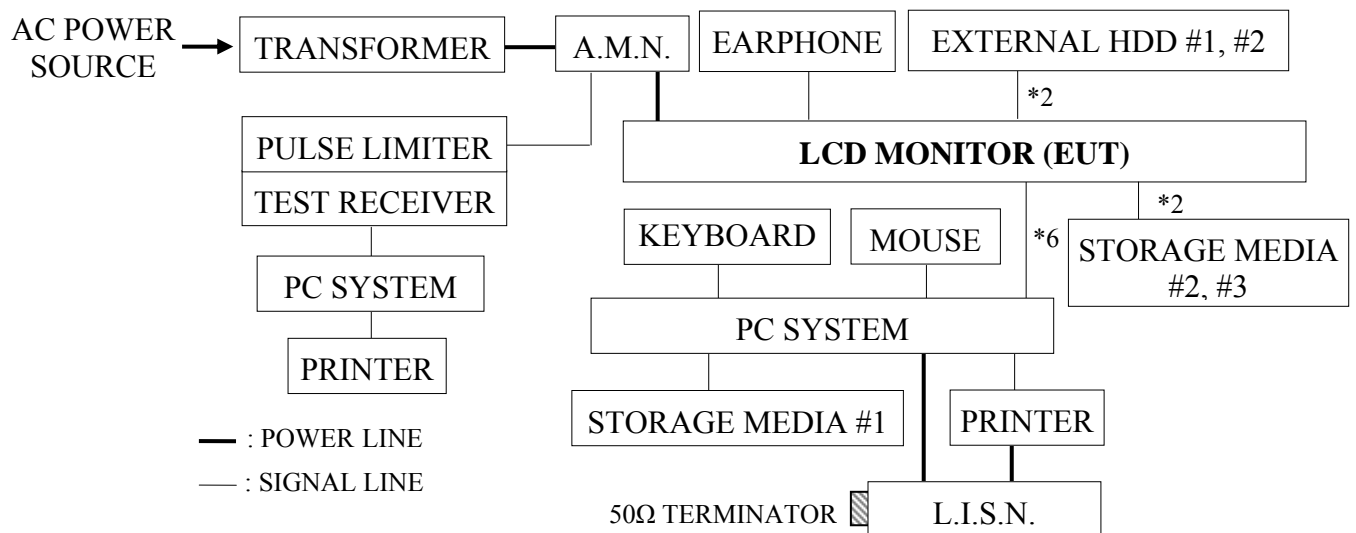 AC POWER
SOURCE
TRANSFORMER
A.M.N.
EARPHONE
EXTERNAL HDD #1, #2
*2
PULSE LIMITER
LCD MONITOR (EUT)
TEST RECEIVER
*2
KEYBOARD
MOUSE
*6
STORAGE MEDIA
#2, #3
PC SYSTEM
PC SYSTEM
PRINTER
STORAGE MEDIA #1
PRINTER
: POWER LINE
: SIGNAL LINE
50Ω TERMINATOR
L.I.S.N.